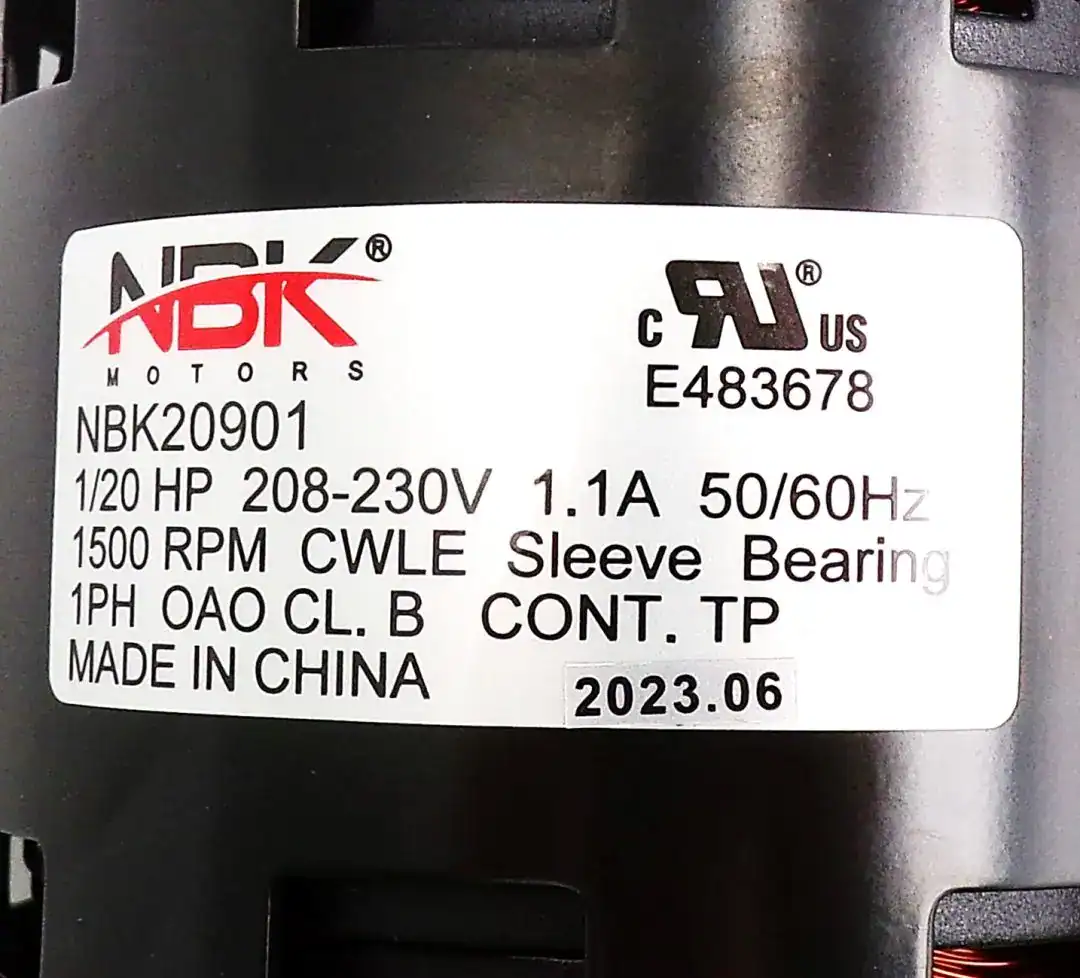 NBK®
MOTORS
c RU® US
E483678
NBK20901
1/20 HP 208-230V 1.1A 50/60Hz
1500 RPM CWLE Sleeve Bearing
1PH OAO CL. B CONT. TP
MADE IN CHINA
2023.06